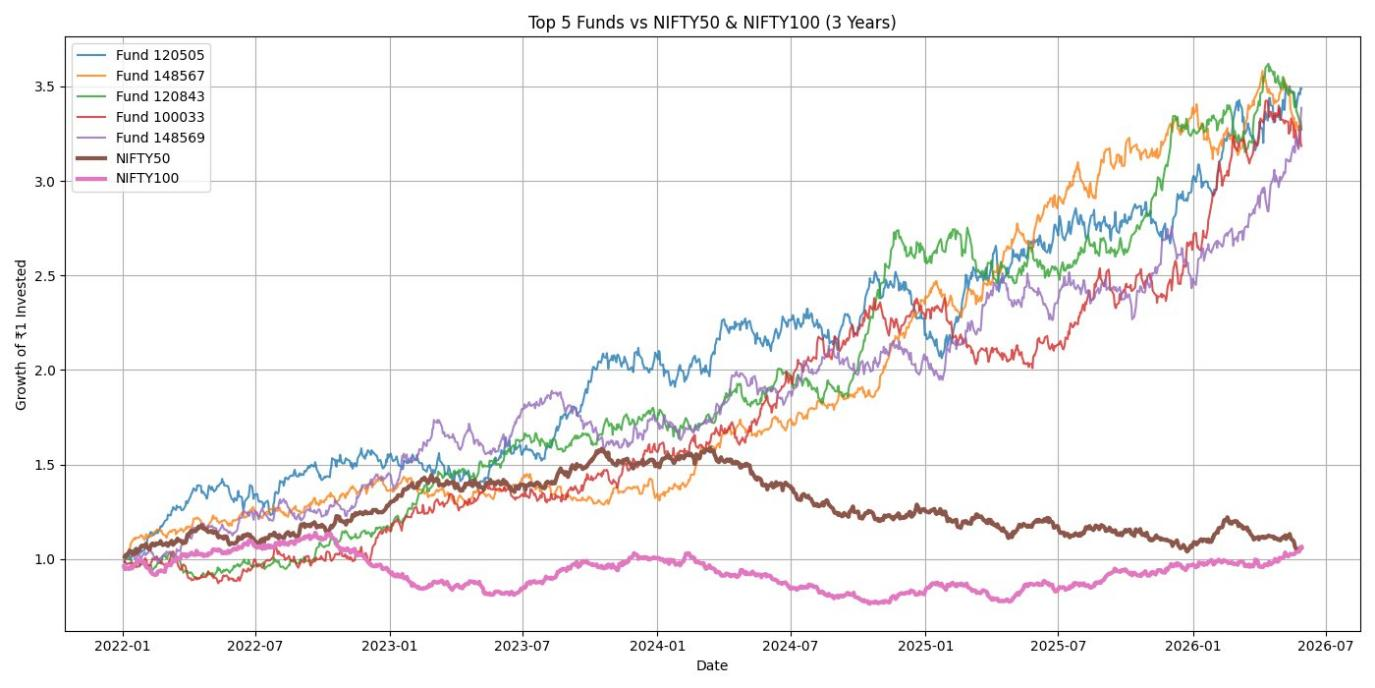 Top 5 Funds vs NIFTY50 & NIFTY100 (3 Years)
Fund 120505
Fund 148567
Fund 120843
Fund 100033
Fund 148569
NIFTY50
NIFTY100
Growth of ₹1 Invested
3.5
3.0
2.5
2.0
1.5
1.0
2022-01 2022-07 2023-01 2023-07 2024-01 2024-07 2025-01 2025-07 2026-01 2026-07
Date